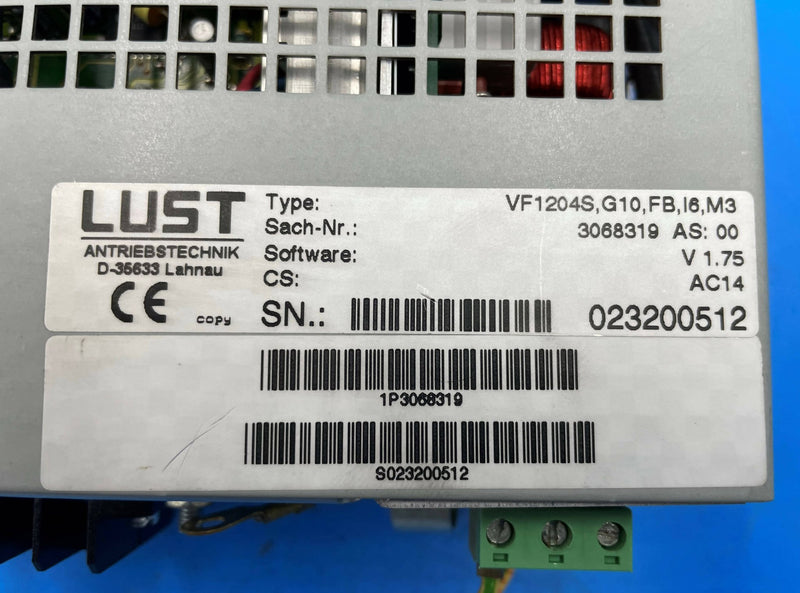 LUST
ANTRIEBSTECHNIK
D-35633 Lahnau
CE
copy
Type: VF1204S,G10,FB,I6,M3
Sach-Nr.: 3068319 AS: 00
Software: V 1.75
CS: AC14
SN.: 023200512
1P3068319
S023200512